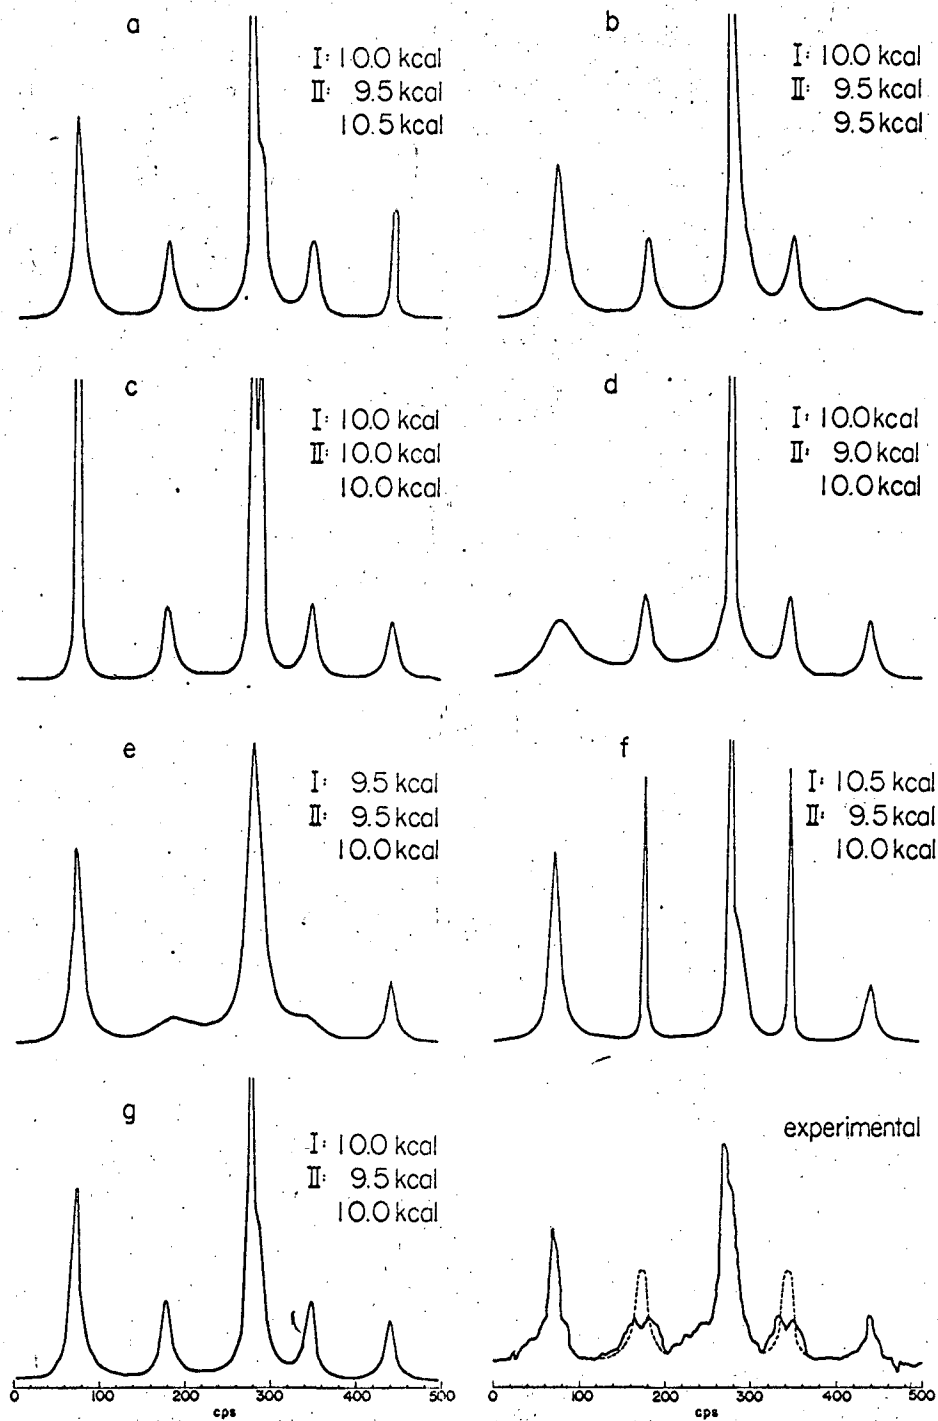 a
I: 10.0 kcal
II: 9.5 kcal
10.5 kcal
b
I: 10.0 kcal
II: 9.5 kcal
9.5 kcal
c
I: 10.0 kcal
II: 10.0 kcal
10.0 kcal
d
I: 10.0 kcal
II: 9.0 kcal
10.0 kcal
e
I: 9.5 kcal
II: 9.5 kcal
10.0 kcal
f
I: 10.5 kcal
II: 9.5 kcal
10.0 kcal
g
I: 10.0 kcal
II: 9.5 kcal
10.0 kcal
experimental
0 100 200 300 400 500
cps
0 100 200 300 400 500
cps